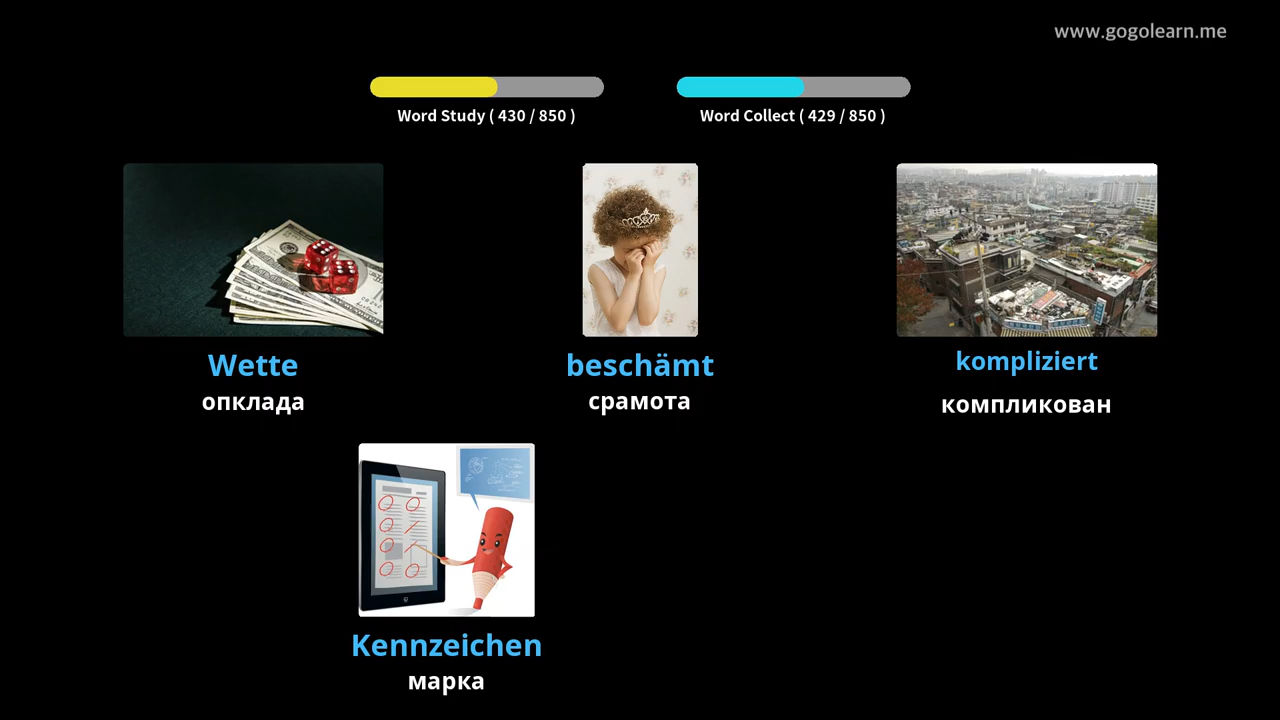 www.gogolearn.me
Word Study ( 430 / 850 )
Word Collect ( 429 / 850 )
Wette
опклада
beschämt
срамота
kompliziert
компликован
Kennzeichen
марка